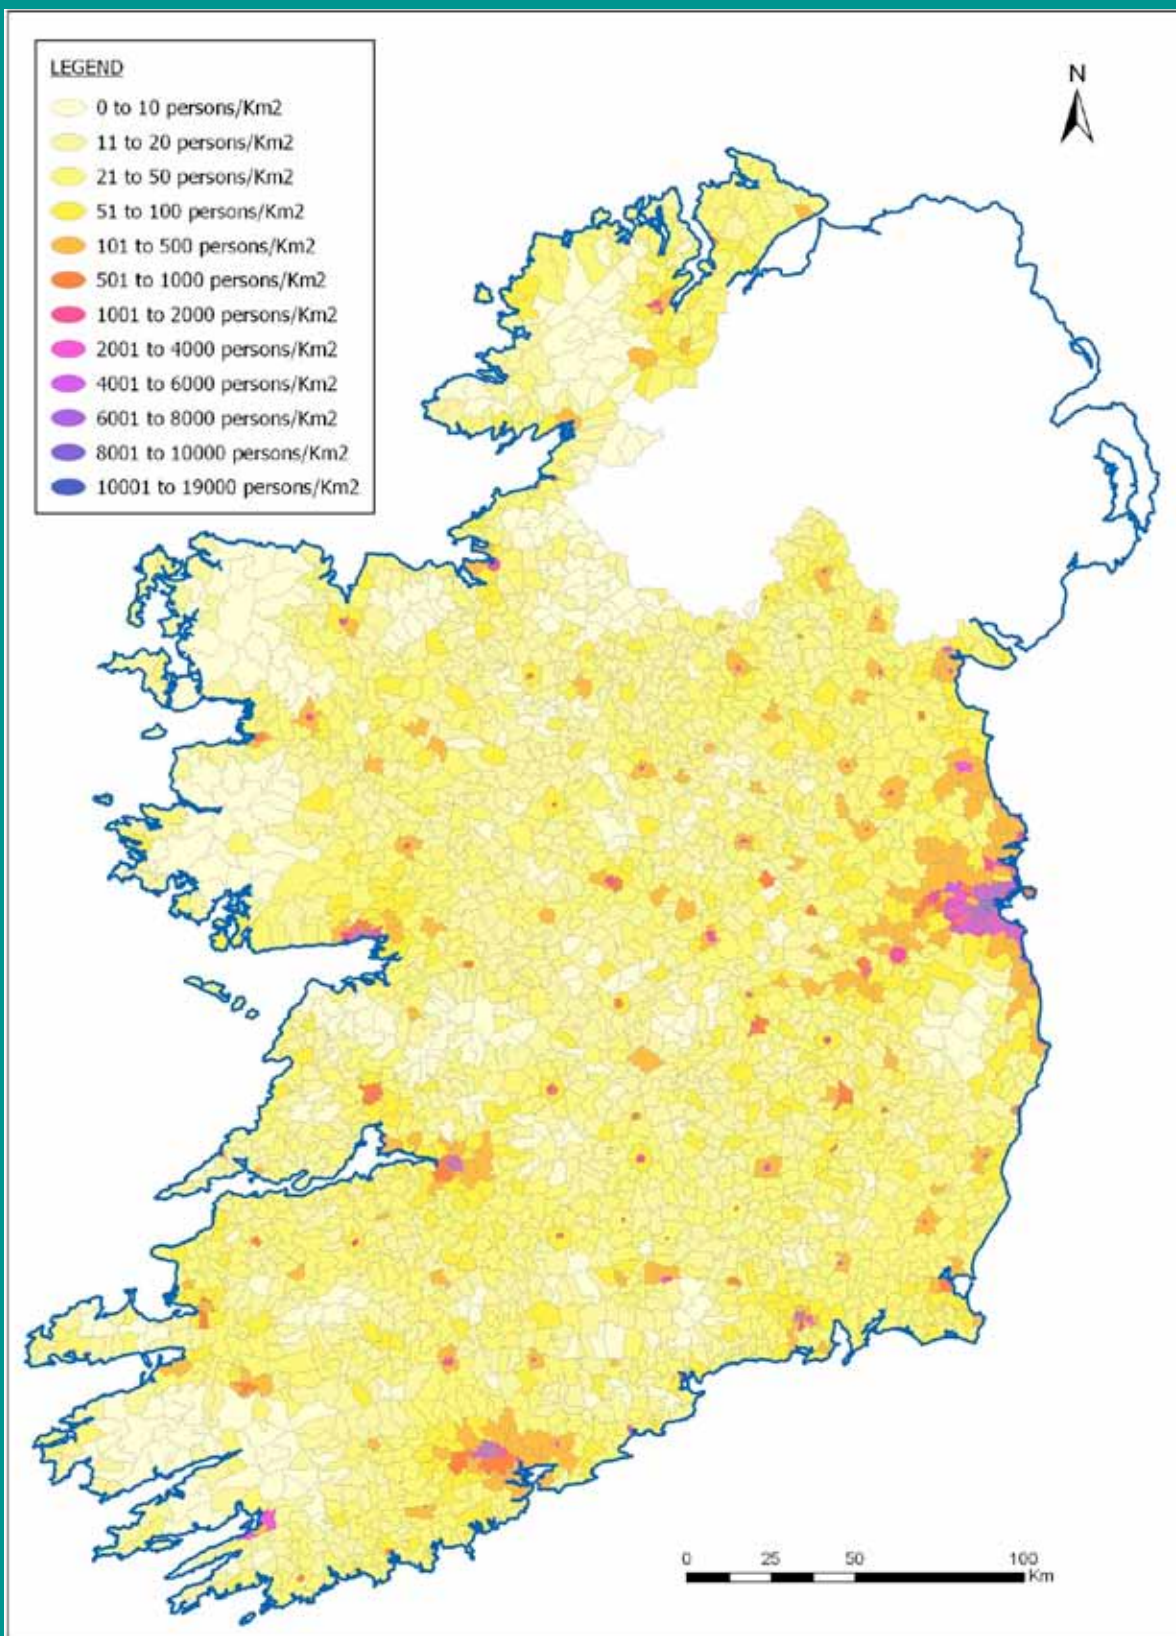 LEGEND
0 to 10 persons/Km2
11 to 20 persons/Km2
21 to 50 persons/Km2
51 to 100 persons/Km2
101 to 500 persons/Km2
501 to 1000 persons/Km2
1001 to 2000 persons/Km2
2001 to 4000 persons/Km2
4001 to 6000 persons/Km2
6001 to 8000 persons/Km2
8001 to 10000 persons/Km2
10001 to 19000 persons/Km2
N
0 25 50 100
Km